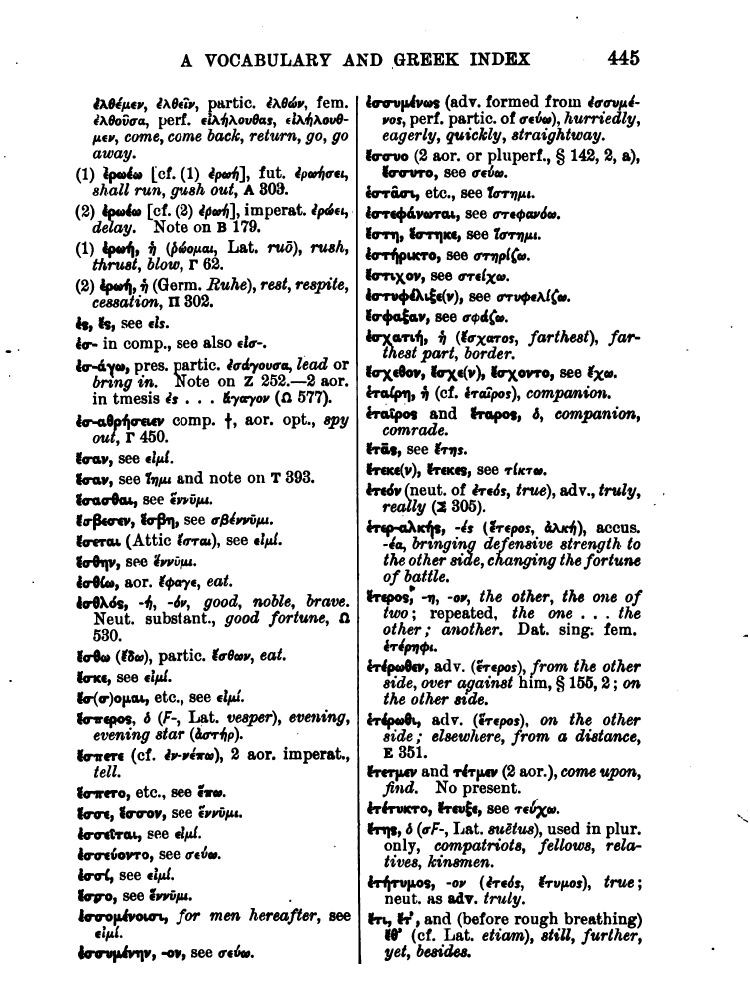 A VOCABULARY AND GREEK INDEX 445
ἐλθέμεν, ἐλθεῖν, partic. ἐλθών, fem.
ἐλθοῦσα, perf. εἰλήλουθας, εἰλήλουθ-
μεν, come, come back, return, go, go
away.
(1) ἐρωέω [cf. (1) ἐρωή], fut. ἐρωήσει,
shall run, gush out, Α 303.
(2) ἐρωέω [cf. (2) ἐρωή], imperat. ἐρώει,
delay. Note on Β 179.
(1) ἐρωή, ἡ (ῥώομαι, Lat. ruō), rush,
thrust, blow, Γ 62.
(2) ἐρωή, ἡ (Germ. Ruhe), rest, respite,
cessation, Π 302.
ἐς, ἔς, see εἰς.
ἐσ- in comp., see also εἰσ-.
ἐσ-άγω, pres. partic. ἐσάγουσα, lead or
bring in. Note on Ζ 252.—2 aor.
in tmesis ἐς . . . ἄγαγον (Ω 577).
ἐσ-αθρήσειεν comp. †, aor. opt., spy
out, Γ 450.
ἔσαν, see εἰμί.
ἔσαν, see ἵημι and note on Τ 393.
ἔσασθαι, see ἕννῡμι.
ἔσβεσεν, ἔσβη, see σβέννῡμι.
ἔσεται (Attic ἔσται), see εἰμί.
ἔσθην, see ἕννῡμι.
ἐσθίω, aor. ἔφαγε, eat.
ἐσθλός, -ή, -όν, good, noble, brave.
Neut. substant., good fortune, Ω
530.
ἔσθω (ἔδω), partic. ἔσθων, eat.
ἔσκε, see εἰμί.
ἔσ(σ)ομαι, etc., see εἰμί.
ἕσπερος, ὁ (F-, Lat. vesper), evening,
evening star (ἀστήρ).
ἔσπετε (cf. ἐν-νέπω), 2 aor. imperat.,
tell.
ἕσπετο, etc., see ἕπω.
ἕσσε, ἕσσον, see ἕννῡμι.
ἐσσεῖται, see εἰμί.
ἐσσεύοντο, see σεύω.
ἐσσί, see εἰμί.
ἕσσο, see ἕννῡμι.
ἐσσομένοισι, for men hereafter, see
εἰμί.
ἐσσυμένην, -ον, see σεύω.
ἐσσυμένως (adv. formed from ἐσσυμέ-
νος, perf. partic. of σεύω), hurriedly,
eagerly, quickly, straightway.
ἔσσυο (2 aor. or pluperf., § 142, 2, a),
ἔσσυτο, see σεύω.
ἑστᾶσι, etc., see ἵστημι.
ἐστεφάνωται, see στεφανόω.
ἔστη, ἕστηκε, see ἵστημι.
ἐστήρικτο, see στηρίζω.
ἔστιχον, see στείχω.
ἐστυφέλιξε(ν), see στυφελίζω.
ἔσφαξαν, see σφάζω.
ἐσχατιή, ἡ (ἔσχατος, farthest), far-
thest part, border.
ἔσχεθον, ἔσχε(ν), ἔσχοντο, see ἔχω.
ἑταίρη, ἡ (cf. ἑταῖρος), companion.
ἑταῖρος and ἕταρος, ὁ, companion,
comrade.
ἔτᾱς, see ἔτης.
ἔτεκε(ν), ἔτεκες, see τίκτω.
ἐτεόν (neut. of ἐτεός, true), adv., truly,
really (Σ 305).
ἑτερ-αλκής, -ές (ἕτερος, ἀλκή), accus.
-έα, bringing defensive strength to
the other side, changing the fortune
of battle.
ἕτερος, -η, -ον, the other, the one of
two; repeated, the one . . . the
other; another. Dat. sing. fem.
ἑτέρηφι.
ἑτέρωθεν, adv. (ἕτερος), from the other
side, over against him, § 155, 2; on
the other side.
ἑτέρωθι, adv. (ἕτερος), on the other
side; elsewhere, from a distance,
Ε 351.
ἔτετμεν and τέτμεν (2 aor.), come upon,
find. No present.
ἐτέτυκτο, ἔτευξε, see τεύχω.
ἔτης, ὁ (σF-, Lat. suētus), used in plur.
only, compatriots, fellows, rela-
tives, kinsmen.
ἐτήτυμος, -ον (ἐτεός, ἔτυμος), true;
neut. as adv. truly.
ἔτι, ἔτ', and (before rough breathing)
ἔθ' (cf. Lat. etiam), still, further,
yet, besides.